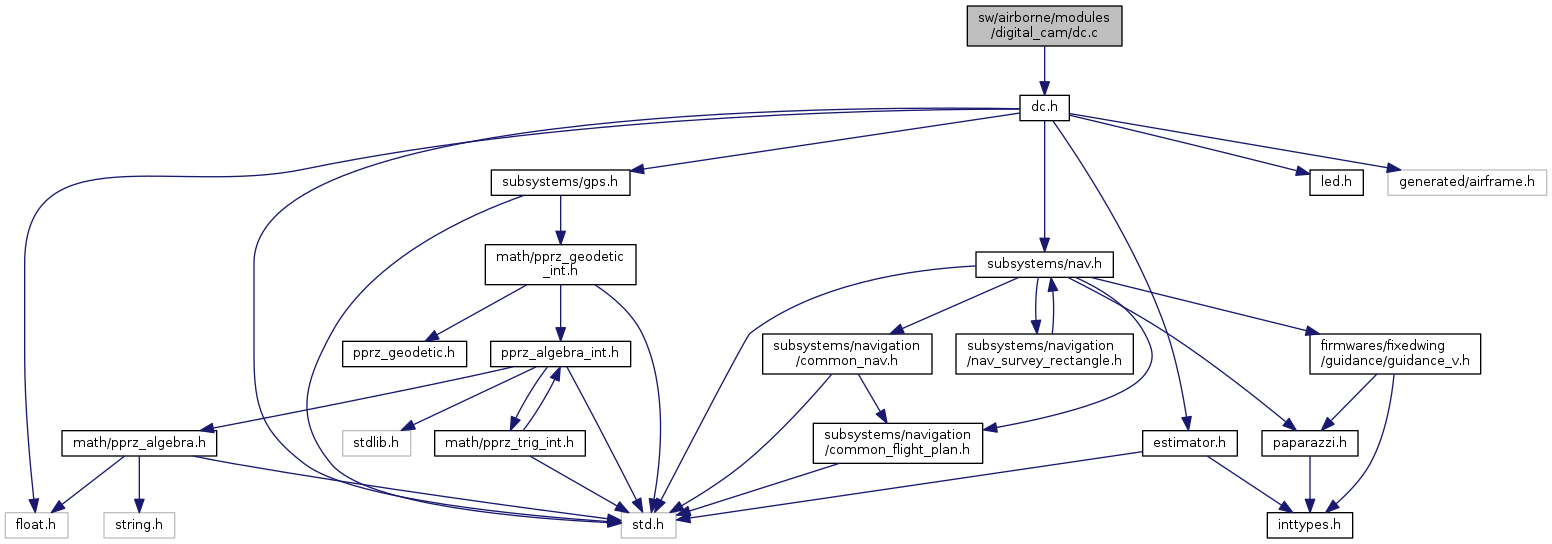 sw/airborne/modules
/digital_cam/dc.c
dc.h
subsystems/gps.h
led.h
generated/airframe.h
math/pprz_geodetic
_int.h
subsystems/nav.h
pprz_geodetic.h
pprz_algebra_int.h
subsystems/navigation
/common_nav.h
subsystems/navigation
/nav_survey_rectangle.h
firmwares/fixedwing
/guidance/guidance_v.h
math/pprz_algebra.h
stdlib.h
math/pprz_trig_int.h
subsystems/navigation
/common_flight_plan.h
estimator.h
paparazzi.h
float.h
string.h
std.h
inttypes.h